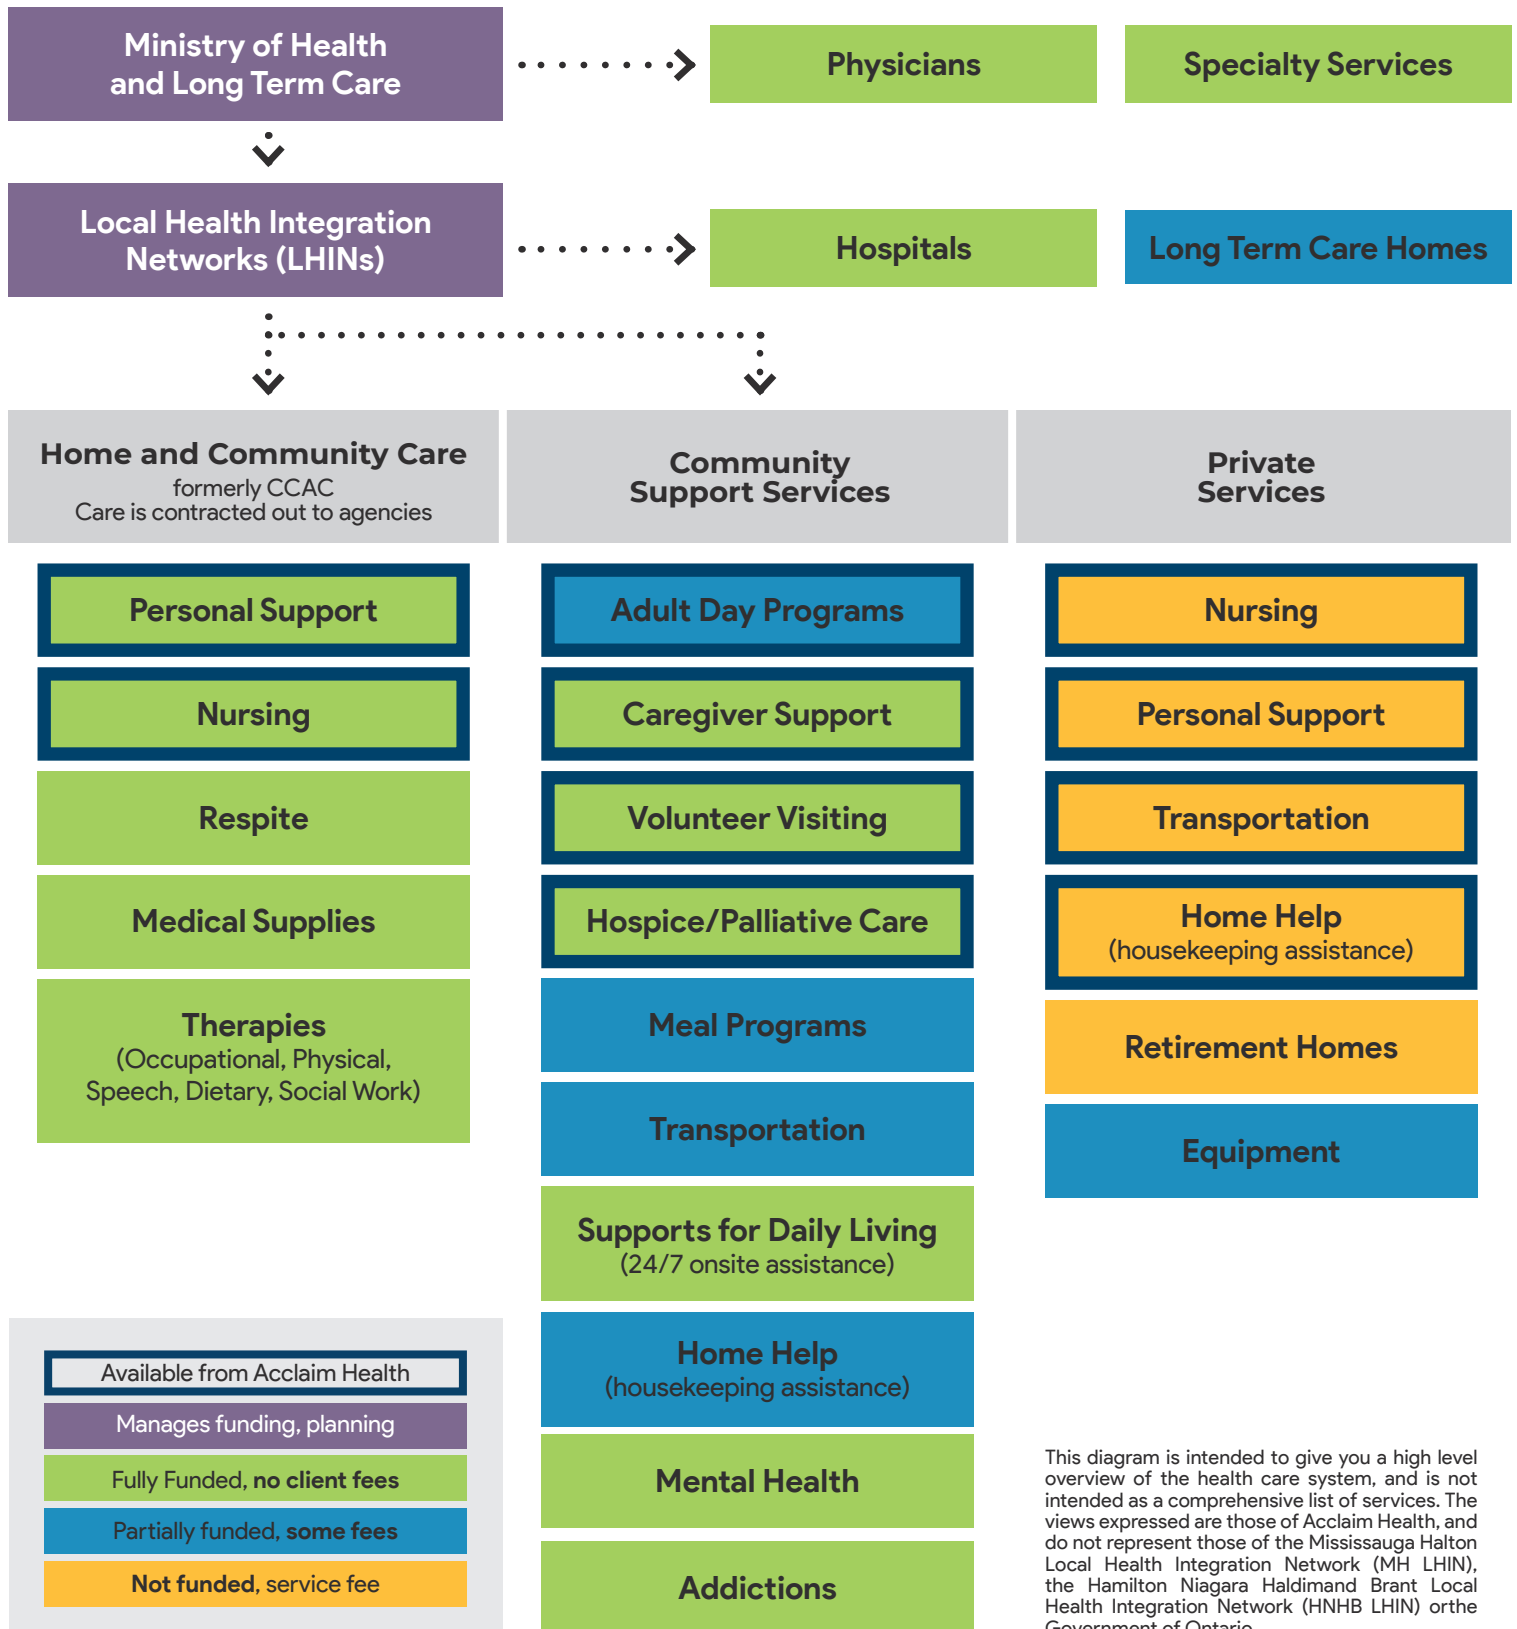 Ministry of Health
and Long Term Care
Physicians
Specialty Services
Local Health Integration
Networks (LHINs)
Hospitals
Long Term Care Homes
Home and Community Care
formerly CCAC
Care is contracted out to agencies
Community
Support Services
Private
Services
Personal Support
Nursing
Respite
Medical Supplies
Therapies
(Occupational, Physical,
Speech, Dietary, Social Work)
Adult Day Programs
Caregiver Support
Volunteer Visiting
Hospice/Palliative Care
Meal Programs
Transportation
Supports for Daily Living
(24/7 onsite assistance)
Home Help
(housekeeping assistance)
Mental Health
Addictions
Nursing
Personal Support
Transportation
Home Help
(housekeeping assistance)
Retirement Homes
Equipment
Available from Acclaim Health
Manages funding, planning
Fully Funded, no client fees
Partially funded, some fees
Not funded, service fee
This diagram is intended to give you a high level
overview of the health care system, and is not
intended as a comprehensive list of services. The
views expressed are those of Acclaim Health, and
do not represent those of the Mississauga Halton
Local Health Integration Network (MH LHIN),
the Hamilton Niagara Haldimand Brant Local
Health Integration Network (HNHB LHIN) orthe
Government of Ontario